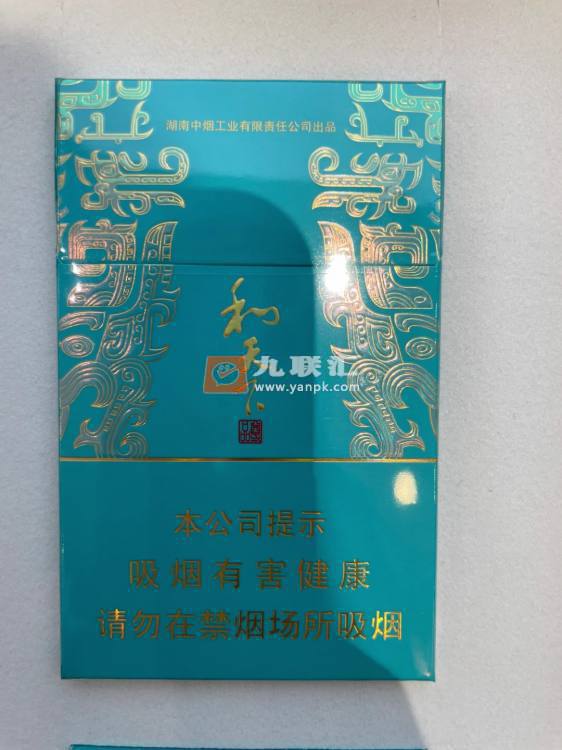 湖南中烟工业有限责任公司出品
和天下
九联汇
www.yanpk.com
本公司提示
吸烟有害健康
请勿在禁烟场所吸烟